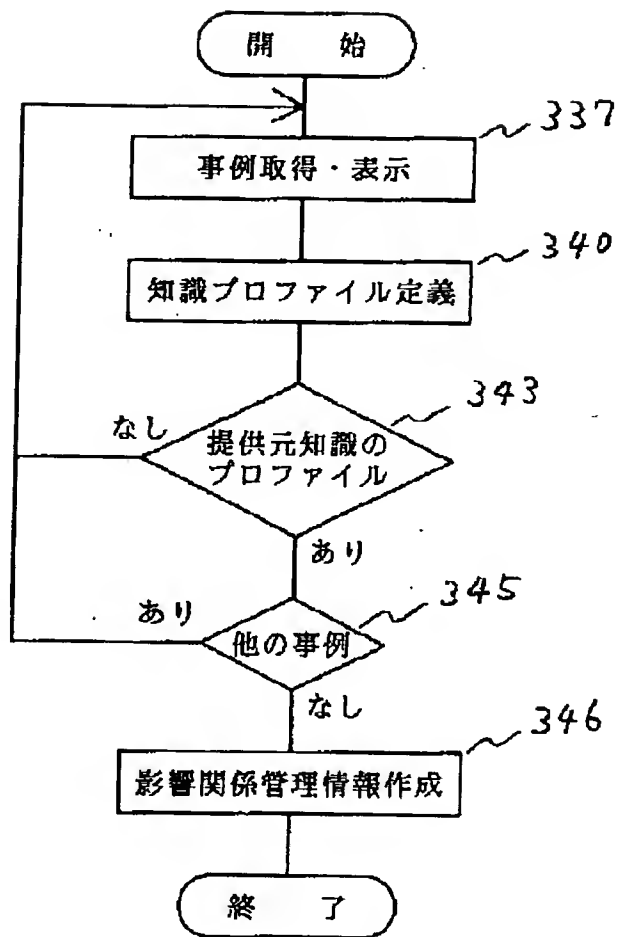 開 始
337
事例取得・表示
340
知識プロファイル定義
343
なし
提供元知識の
プロファイル
あり
345
あり
他の事例
なし
346
影響関係管理情報作成
終 了